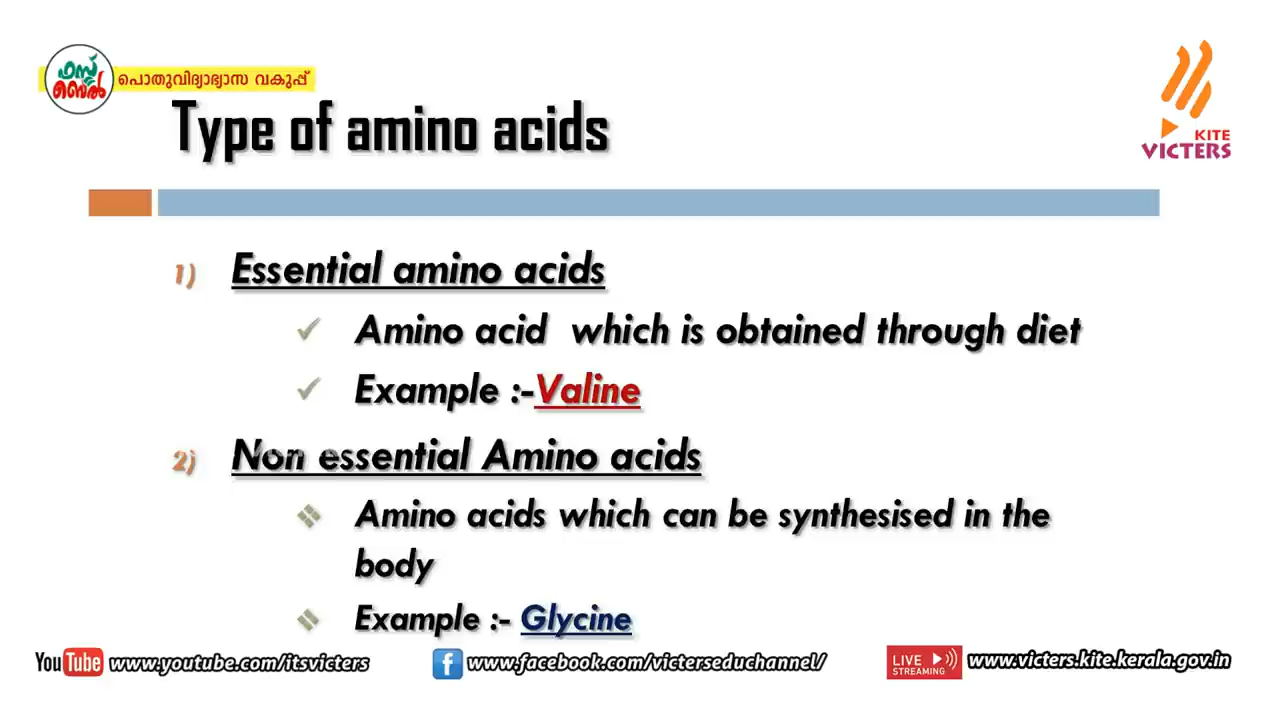 ഫസ്റ്റ്
ബെൽ
പൊതുവിദ്യാഭ്യാസ വകുപ്പ്
KITE
VICTERS
Type of amino acids
1) Essential amino acids
✓ Amino acid which is obtained through diet
✓ Example :-Valine
2) Non essential Amino acids
❖ Amino acids which can be synthesised in the
body
❖ Example :- Glycine
YouTube www.youtube.com/itsvicters
f www.facebook.com/victerseduchannel/
LIVE
STREAMING
www.victers.kite.kerala.gov.in